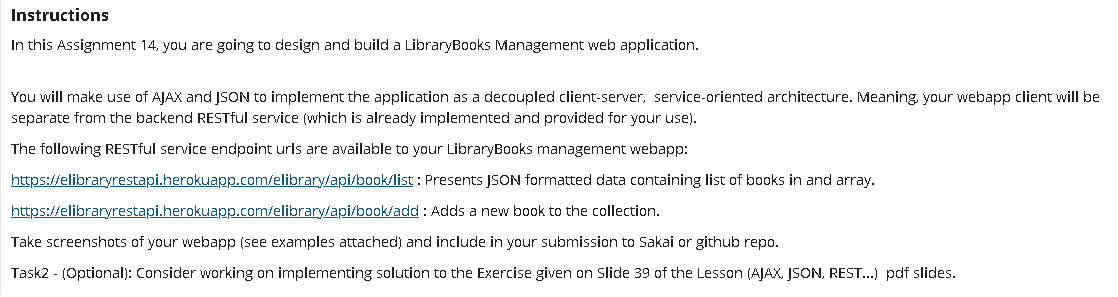 Instructions
In this Assignment 14, you are going to design and build a LibraryBooks Management web application.
You will make use of AJAX and JSON to implement the application as a decoupled client-server, service-oriented architecture. Meaning, your webapp client will be
separate from the backend RESTful service (which is already implemented and provided for your use).
The following RESTful service endpoint urls are available to your LibraryBooks management webapp:
https://elibraryrestapi.herokuapp.com/elibrary/api/book/list : Presents JSON formatted data containing list of books in and array.
https://elibraryrestapi.herokuapp.com/elibrary/api/book/add : Adds a new book to the collection.
Take screenshots of your webapp (see examples attached) and include in your submission to Sakai or github repo.
Task2 - (Optional): Consider working on implementing solution to the Exercise given on Slide 39 of the Lesson (AJAX, JSON, REST...) pdf slides.